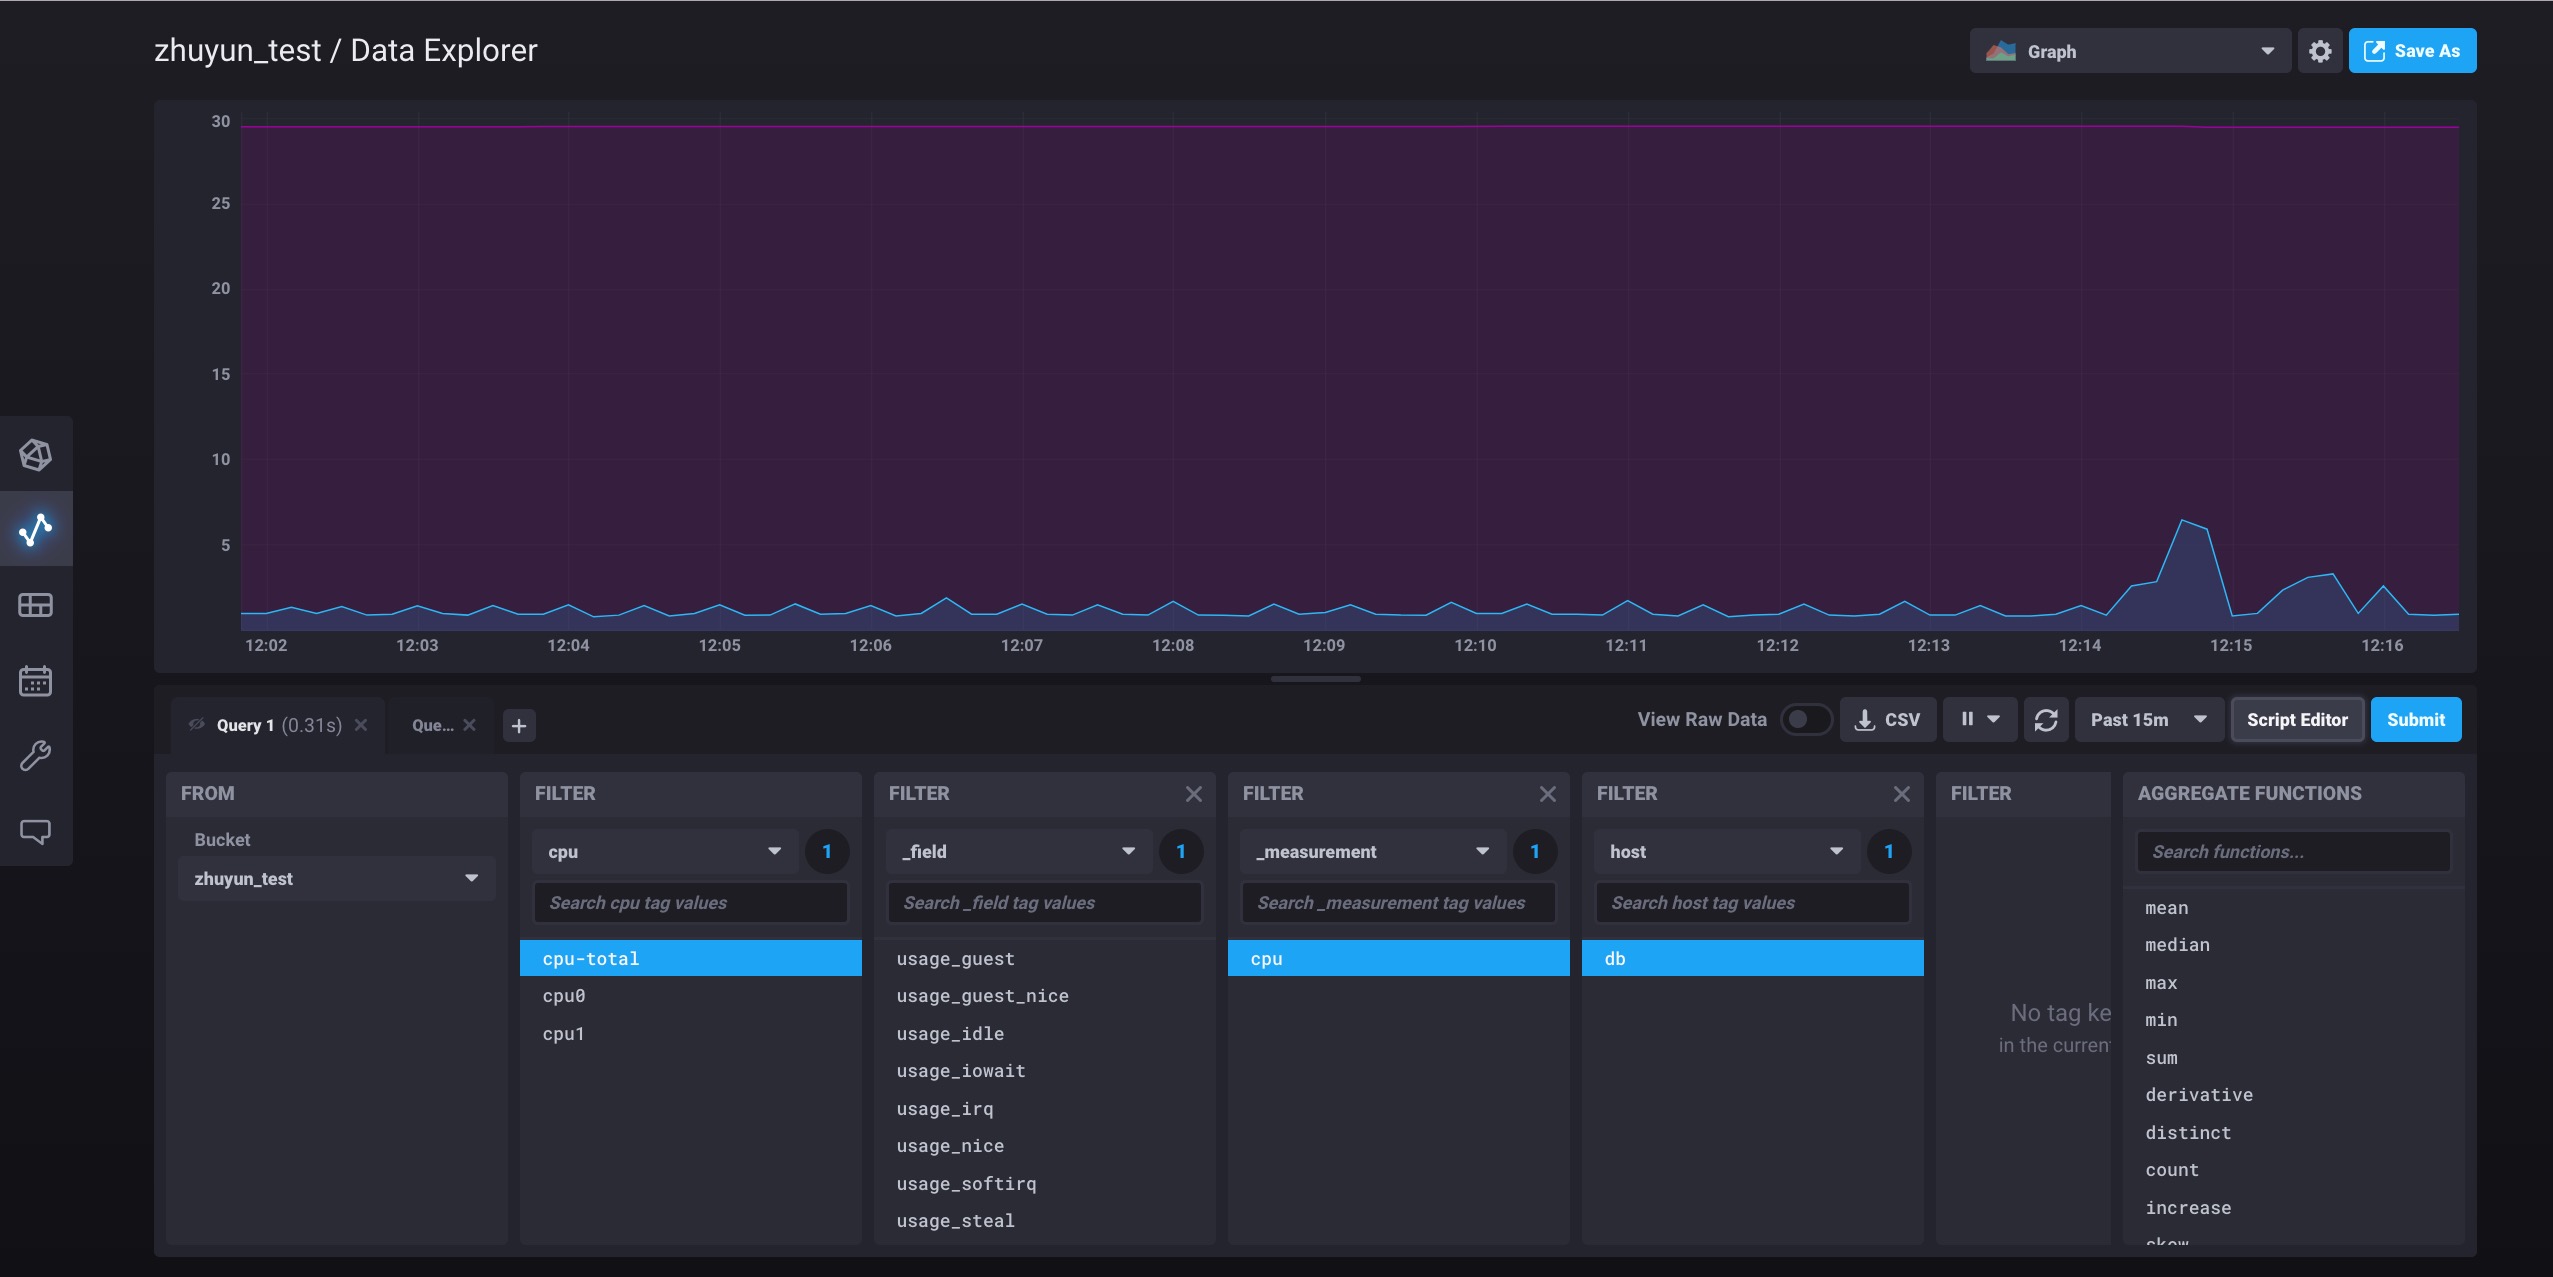 zhuyun_test / Data Explorer
Graph
Save As
30
25
20
15
10
5
12:02 12:03 12:04 12:05 12:06 12:07 12:08 12:09 12:10 12:11 12:12 12:13 12:14 12:15 12:16
Query 1 (0.31s)
Que...
View Raw Data
CSV
Past 15m
Script Editor
Submit
FROM
Bucket
zhuyun_test
FILTER
cpu
1
Search cpu tag values
cpu-total
cpu0
cpu1
FILTER
_field
1
Search _field tag values
usage_guest
usage_guest_nice
usage_idle
usage_iowait
usage_irq
usage_nice
usage_softirq
usage_steal
FILTER
_measurement
1
Search _measurement tag values
cpu
FILTER
host
1
Search host tag values
db
FILTER
No tag ke
in the current
AGGREGATE FUNCTIONS
Search functions...
mean
median
max
min
sum
derivative
distinct
count
increase
skew